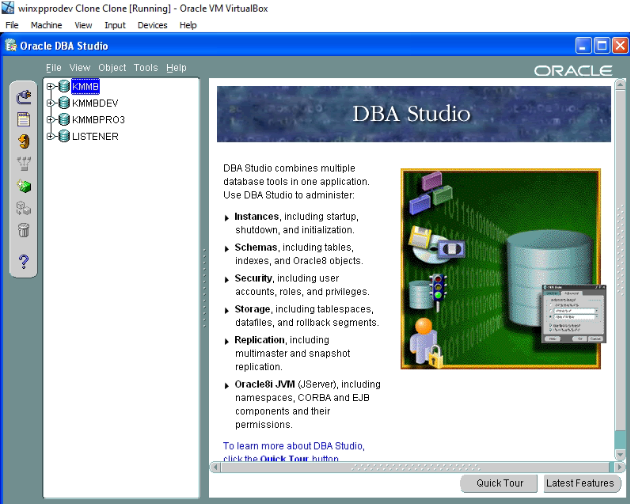 winxpprodev Clone Clone [Running] - Oracle VM VirtualBox
File Machine View Input Devices Help
Oracle DBA Studio
File View Object Tools Help
ORACLE
KMMB
KMMBDEV
KMMBPRO3
LISTENER
DBA Studio
DBA Studio combines multiple
database tools in one application.
Use DBA Studio to administer:
Instances, including startup,
shutdown, and initialization.
Schemas, including tables,
indexes, and Oracle8 objects.
Security, including user
accounts, roles, and privileges.
Storage, including tablespaces,
datafiles, and rollback segments.
Replication, including
multimaster and snapshot
replication.
Oracle8i JVM (JServer), including
namespaces, CORBA and EJB
components and their
permissions.
To learn more about DBA Studio,
click the Quick Tour button
Quick Tour Latest Features